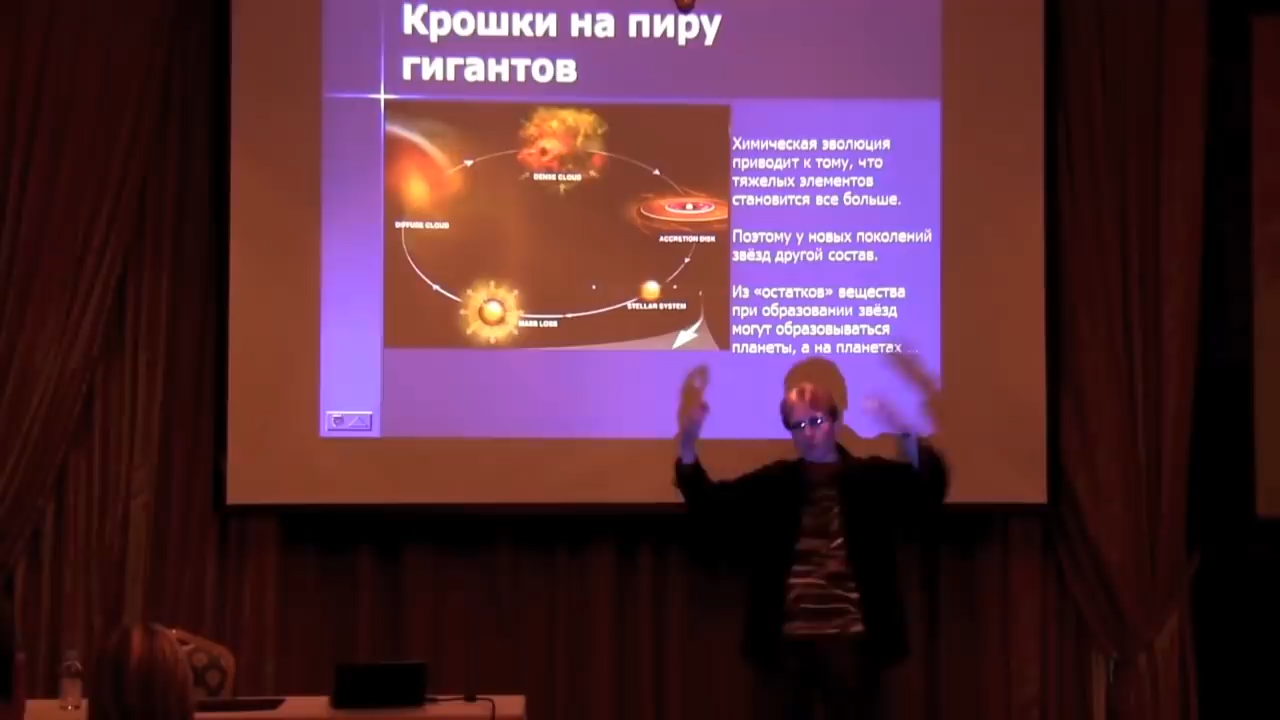 Крошки на пиру
гигантов
DENSE CLOUD
DIFFUSE CLOUD
ACCRETION DISK
STELLAR SYSTEM
MASS LOSS
Химическая эволюция
приводит к тому, что
тяжелых элементов
становится все больше.
Поэтому у новых поколений
звёзд другой состав.
Из «остатков» вещества
при образовании звёзд
могут образовываться
планеты, а на планетах ...